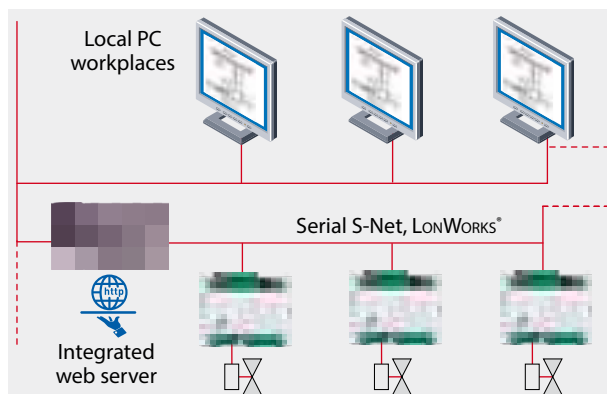 Local PC
workplaces
Serial S-Net, LONWORKS®
http
Integrated
web server